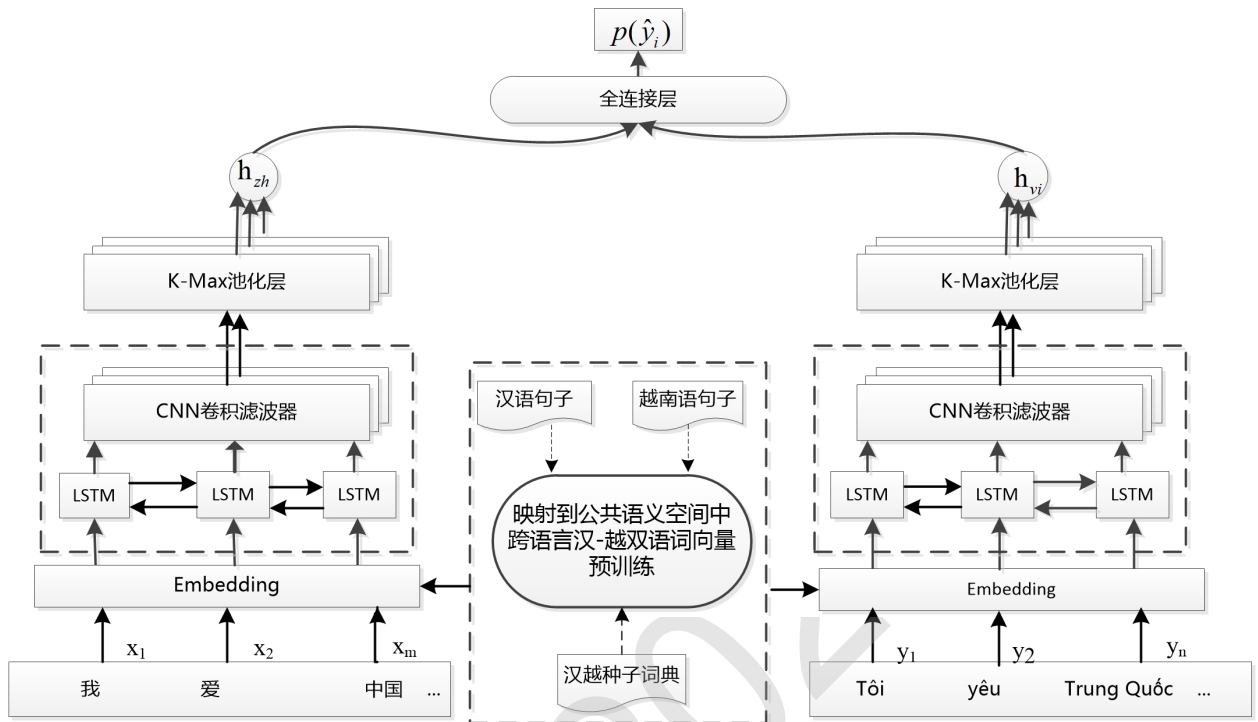 p(ŷᵢ)
全连接层
h_zh
h_vi
K-Max池化层
K-Max池化层
CNN卷积滤波器
CNN卷积滤波器
汉语句子
越南语句子
LSTM
LSTM
LSTM
LSTM
LSTM
LSTM
映射到公共语义空间中
跨语言汉-越双语词向量
预训练
Embedding
Embedding
x₁
x₂
xₘ
y₁
y₂
yₙ
我 爱 中国 ...
汉越种子词典
Tôi yêu Trung Quốc ...